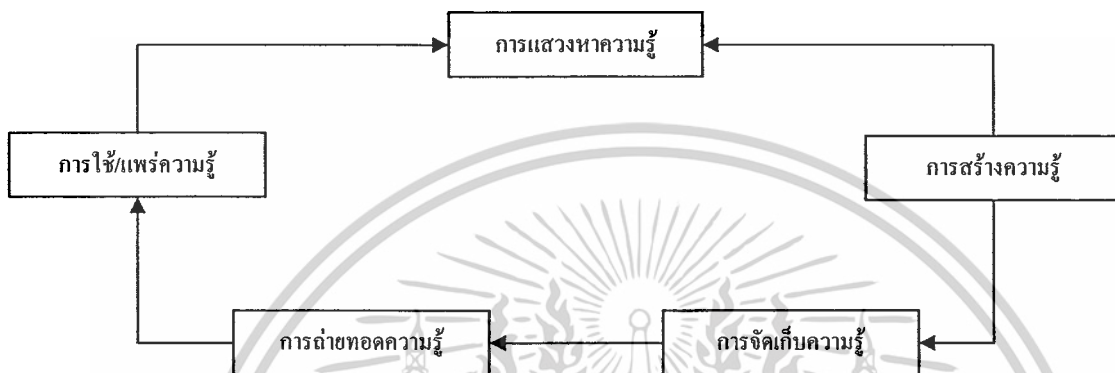 การแสวงหาความรู้
การใช้/แพร่ความรู้
การสร้างความรู้
การถ่ายทอดความรู้
การจัดเก็บความรู้